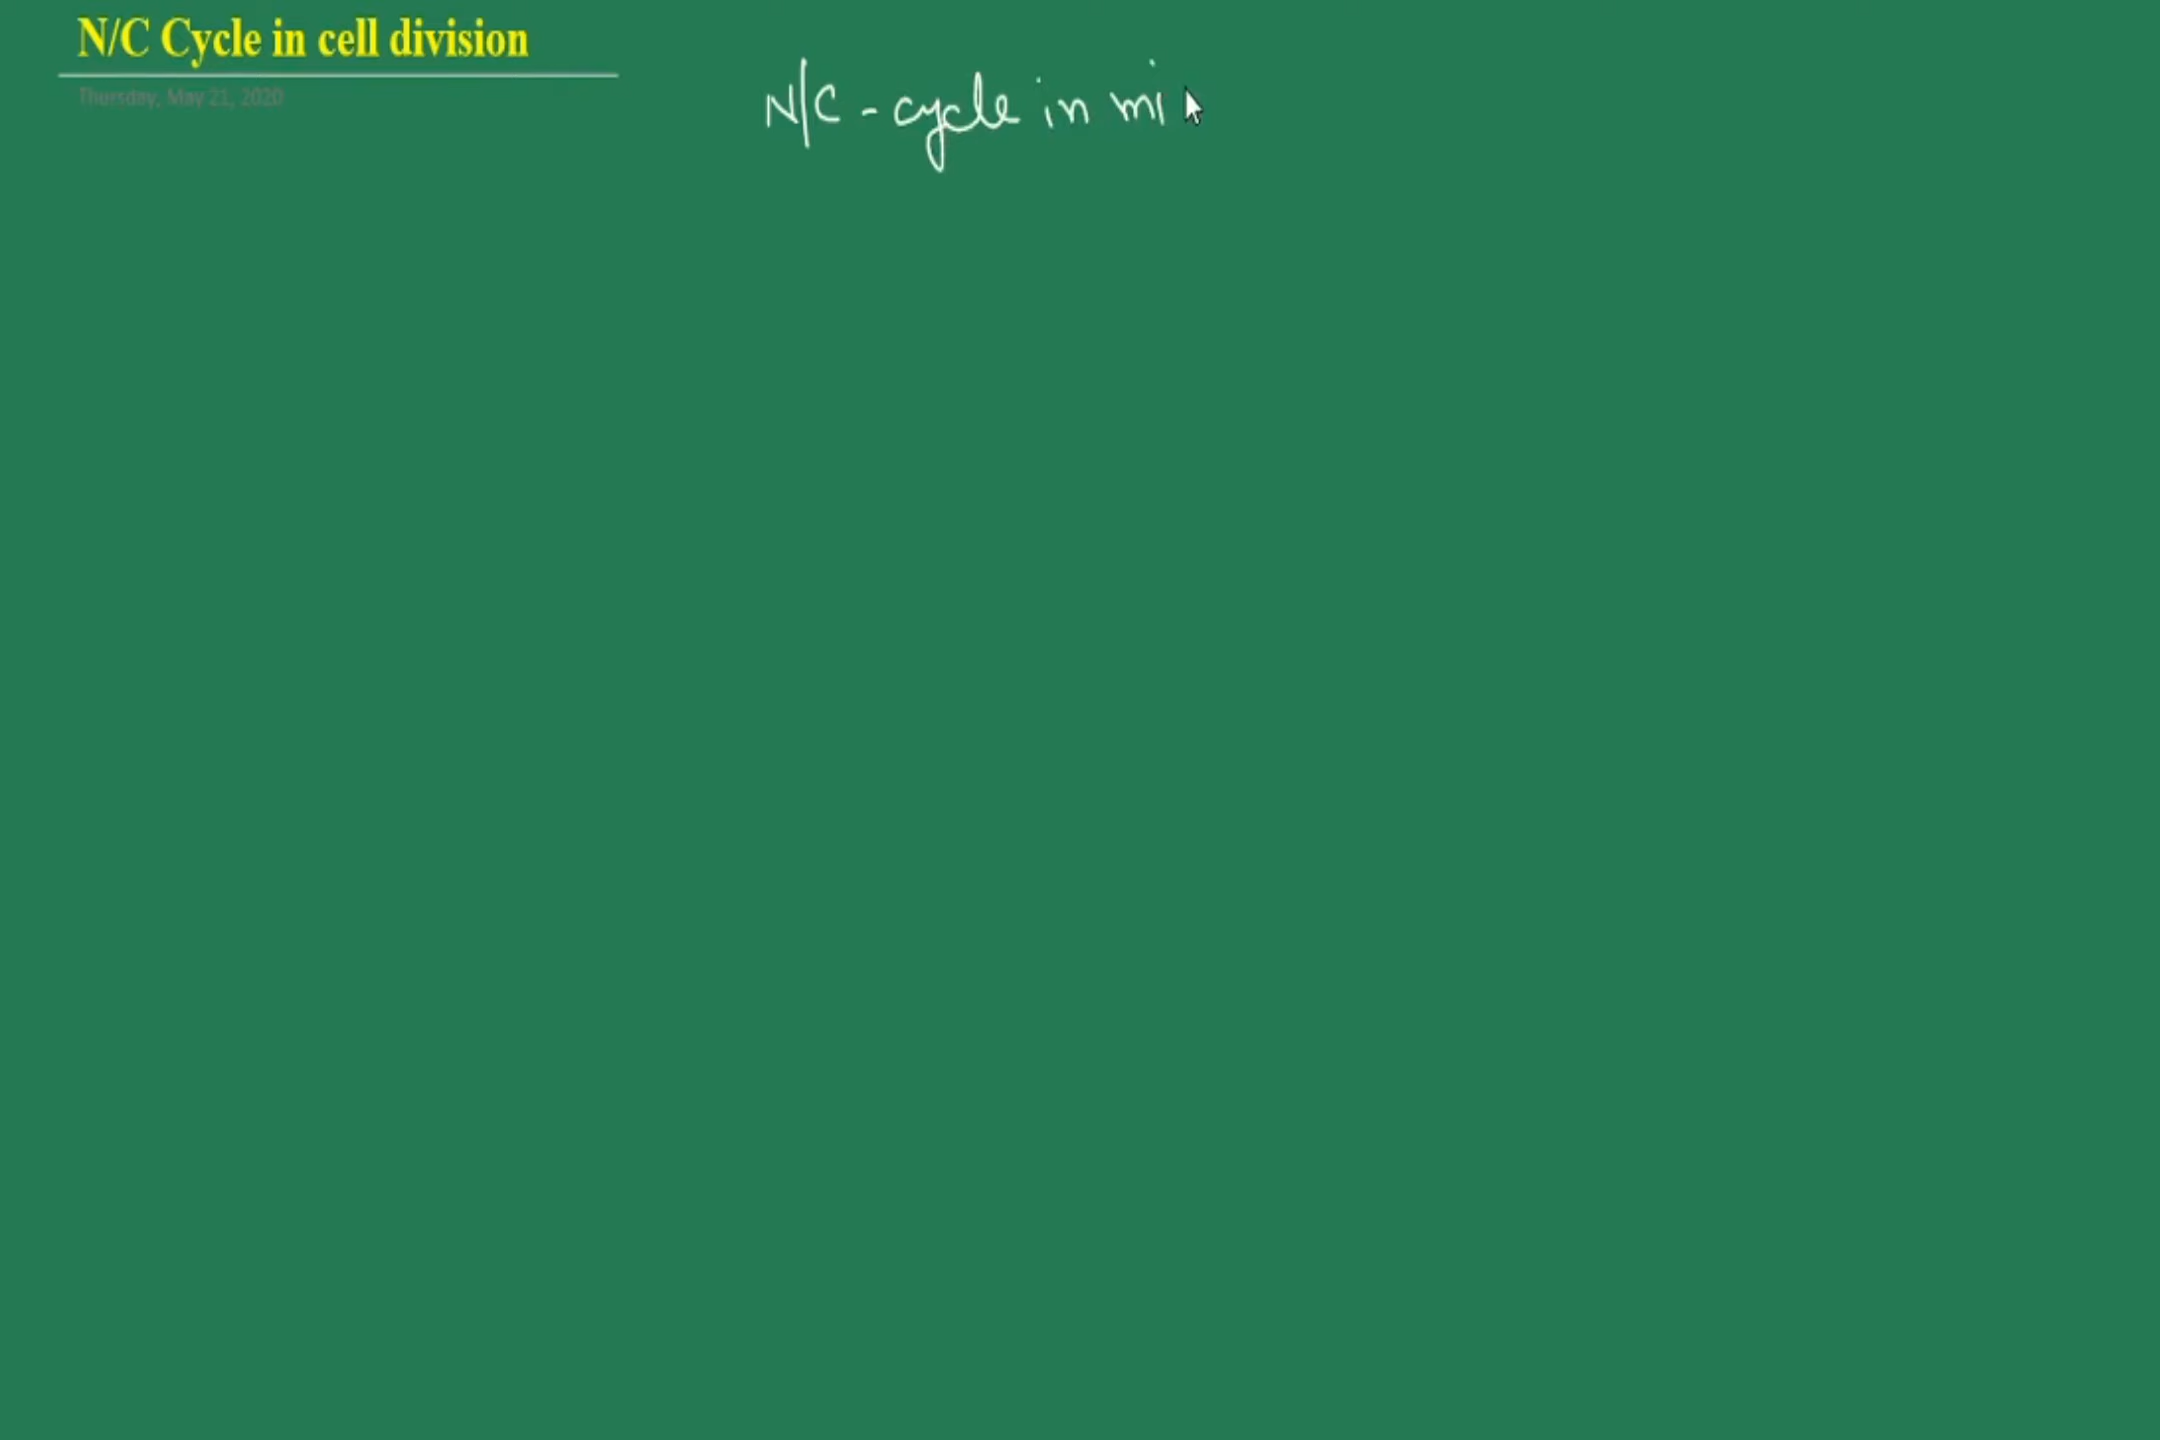 N/C Cycle in cell division
Thursday, May 21, 2020
N/C - cycle in mi